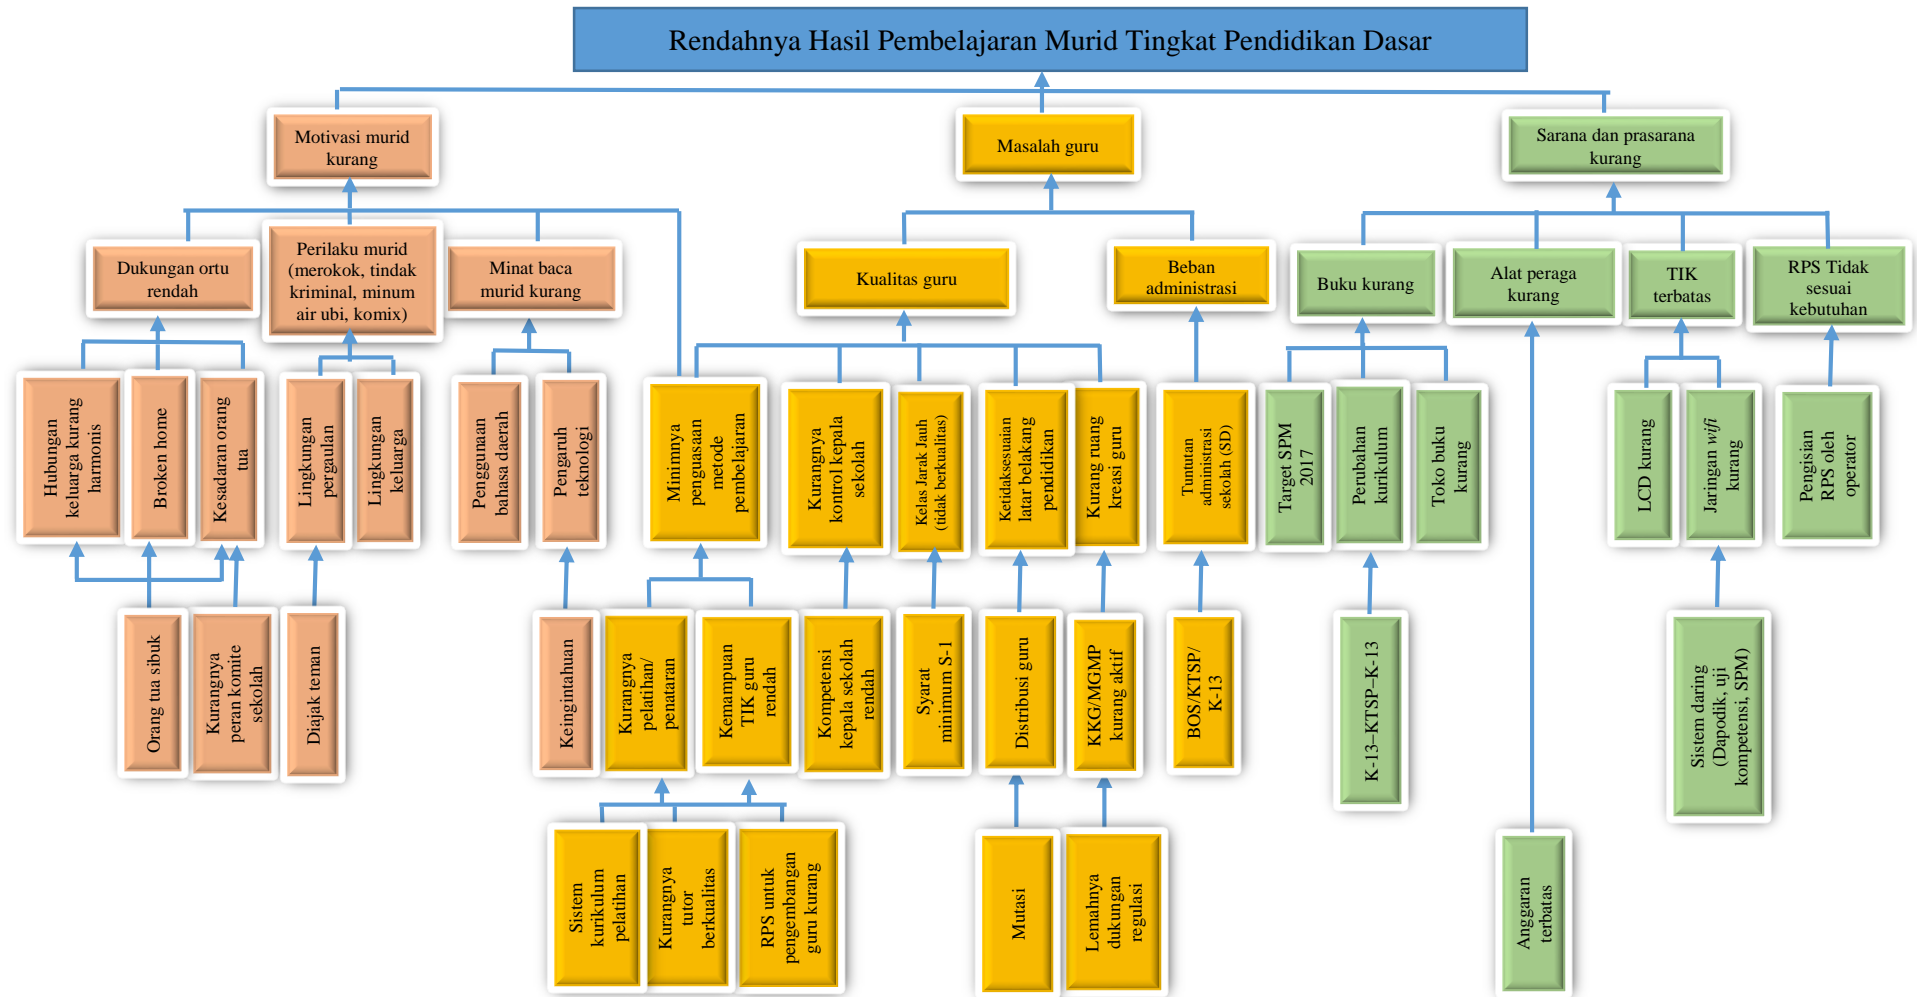 Rendahnya Hasil Pembelajaran Murid Tingkat Pendidikan Dasar
Motivasi murid
kurang
Masalah guru
Sarana dan prasarana
kurang
Dukungan ortu
rendah
Perilaku murid
(merokok, tindak
kriminal, minum
air ubi, komix)
Minat baca
murid kurang
Kualitas guru
Beban
administrasi
Buku kurang
Alat peraga
kurang
TIK
terbatas
RPS Tidak
sesuai
kebutuhan
Hubungan
keluarga kurang
harmonis
Broken home
Kesadaran orang
tua
Lingkungan
pergaulan
Lingkungan
keluarga
Penggunaan
bahasa daerah
Pengaruh
teknologi
Minimnya
penguasaan
metode
pembelajaran
Kurangnya
kontrol kepala
sekolah
Kelas Jarak Jauh
(tidak berkualitas)
Ketidaksesuaian
latar belakang
pendidikan
Kurang ruang
kreasi guru
Tuntutan
administrasi
sekolah (SD)
Target SPM
2017
Perubahan
kurikulum
Toko buku
kurang
LCD kurang
Jaringan wifi
kurang
Pengisian
RPS oleh
operator
Orang tua sibuk
Kurangnya
peran komite
sekolah
Diajak teman
Keingintahuan
Kurangnya
pelatihan/
penataran
Kemampuan
TIK guru
rendah
Kompetensi
kepala sekolah
rendah
Syarat
minimum S-1
Distribusi guru
KKG/MGMP
kurang aktif
BOS/KTSP/
K-13
K-13–KTSP–K-13
Sistem daring
(Dapodik, uji
kompetensi, SPM)
Sistem
kurikulum
pelatihan
Kurangnya
tutor
berkualitas
RPS untuk
pengembangan
guru kurang
Mutasi
Lemahnya
dukungan
regulasi
Anggaran
terbatas